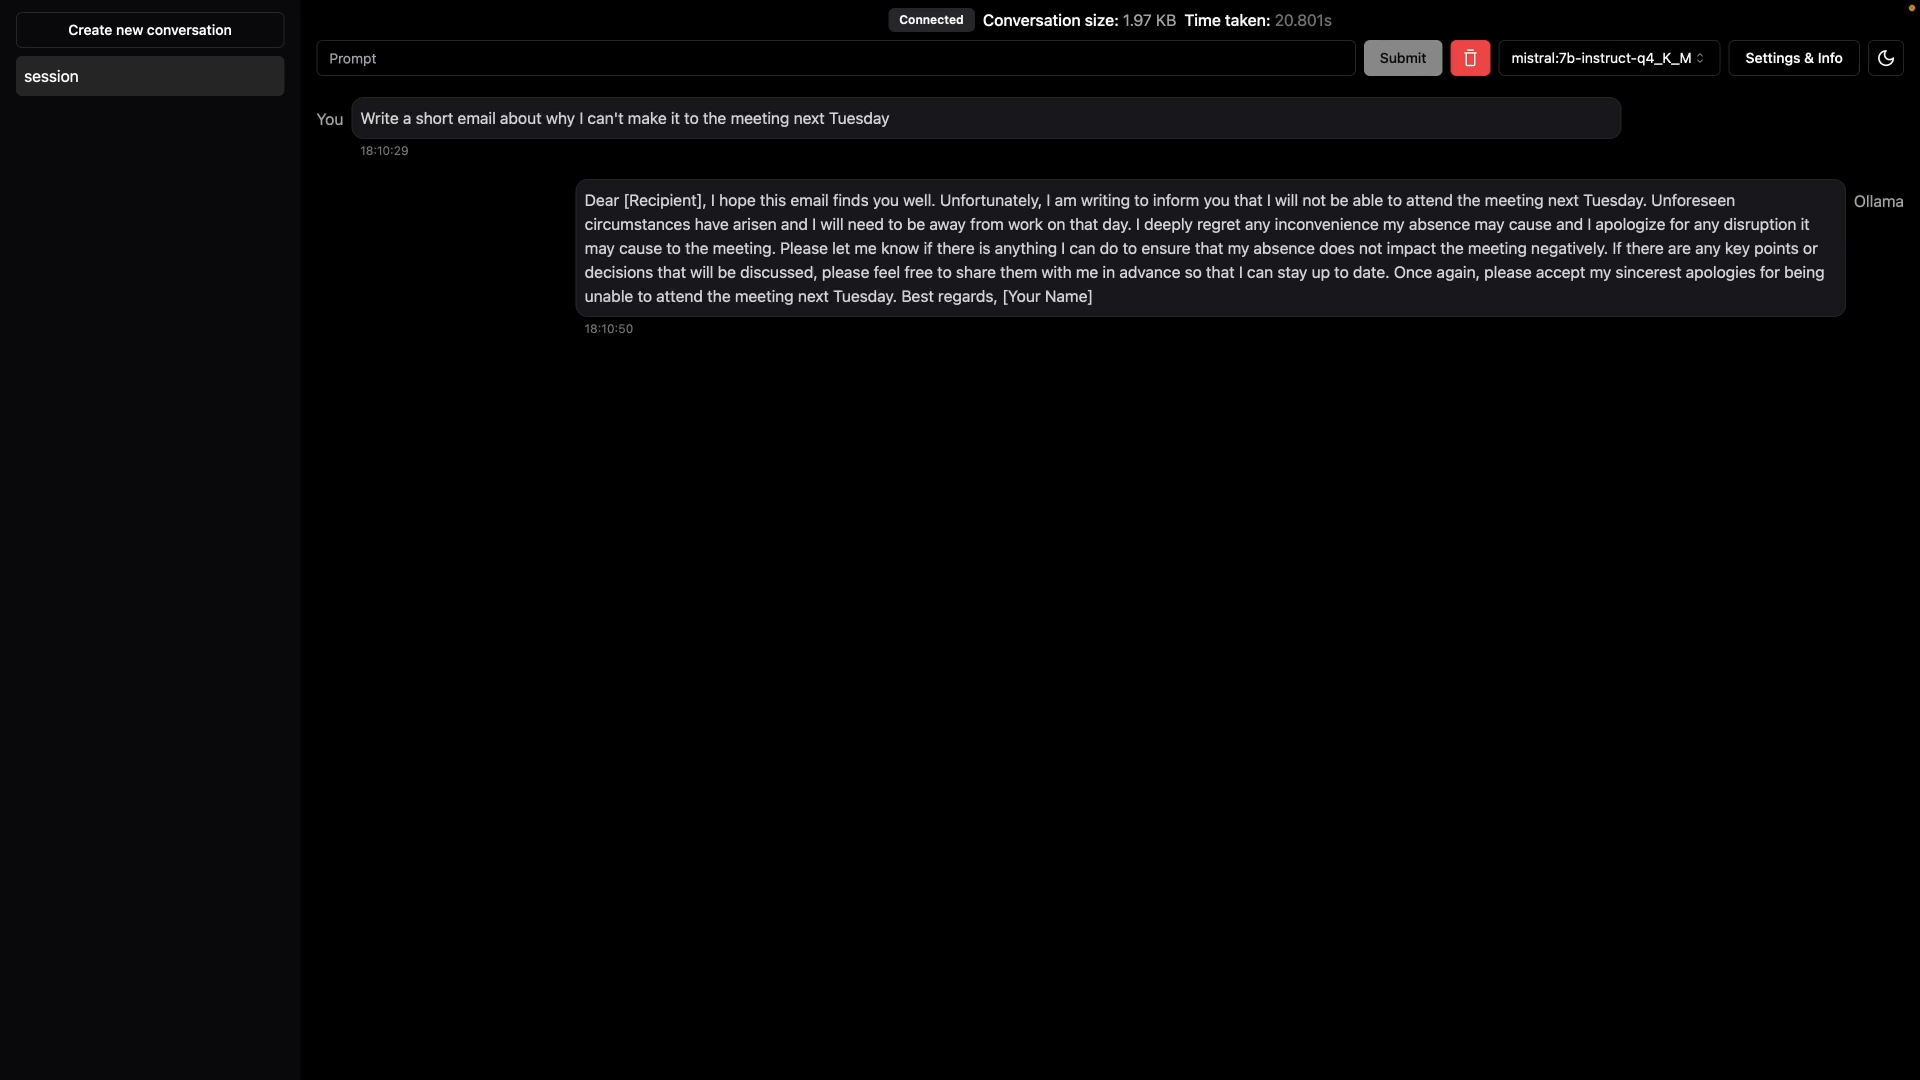 Create new conversation
session
Connected Conversation size: 1.97 KB Time taken: 20.801s
Prompt Submit mistral:7b-instruct-q4_K_M Settings & Info
You Write a short email about why I can't make it to the meeting next Tuesday
18:10:29
Dear [Recipient], I hope this email finds you well. Unfortunately, I am writing to inform you that I will not be able to attend the meeting next Tuesday. Unforeseen Ollama
circumstances have arisen and I will need to be away from work on that day. I deeply regret any inconvenience my absence may cause and I apologize for any disruption it
may cause to the meeting. Please let me know if there is anything I can do to ensure that my absence does not impact the meeting negatively. If there are any key points or
decisions that will be discussed, please feel free to share them with me in advance so that I can stay up to date. Once again, please accept my sincerest apologies for being
unable to attend the meeting next Tuesday. Best regards, [Your Name]
18:10:50